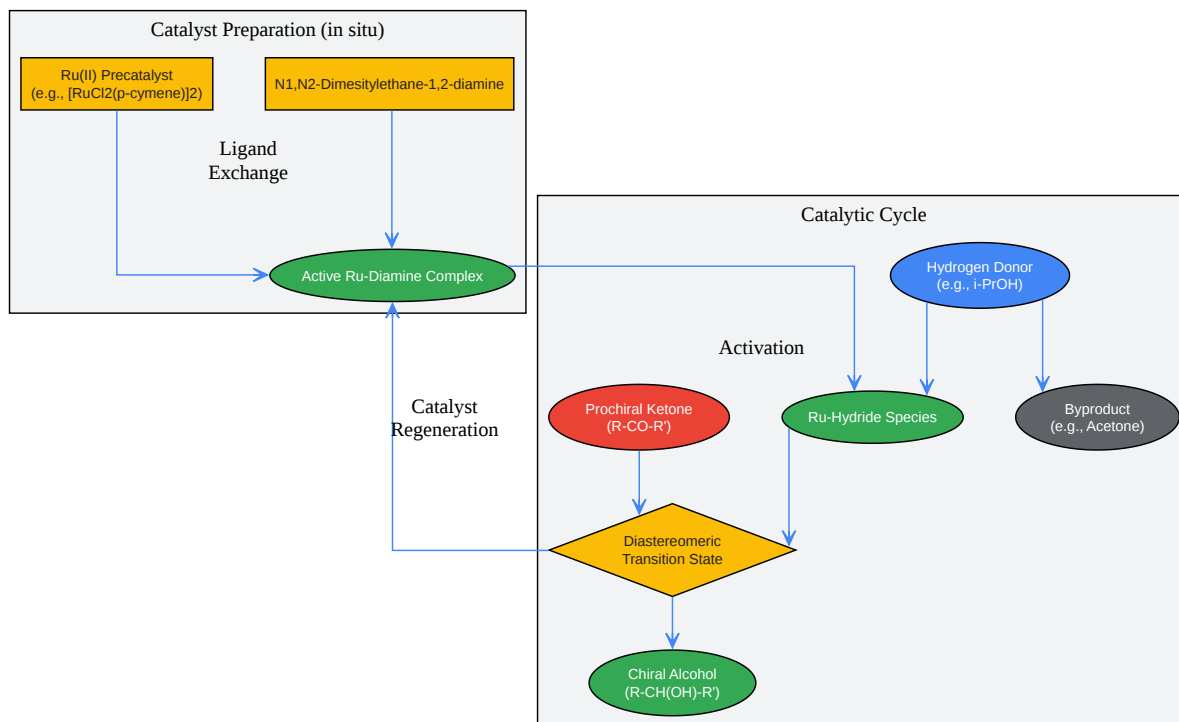 Catalyst Preparation (in situ)
Ru(II) Precatalyst
(e.g., [RuCl2(p-cymene)]2)
N1,N2-Dimesitylethane-1,2-diamine
Ligand
Exchange
Active Ru-Diamine Complex
Catalytic Cycle
Hydrogen Donor
(e.g., i-PrOH)
Activation
Catalyst
Regeneration
Prochiral Ketone
(R-CO-R')
Ru-Hydride Species
Byproduct
(e.g., Acetone)
Diastereomeric
Transition State
Chiral Alcohol
(R-CH(OH)-R')